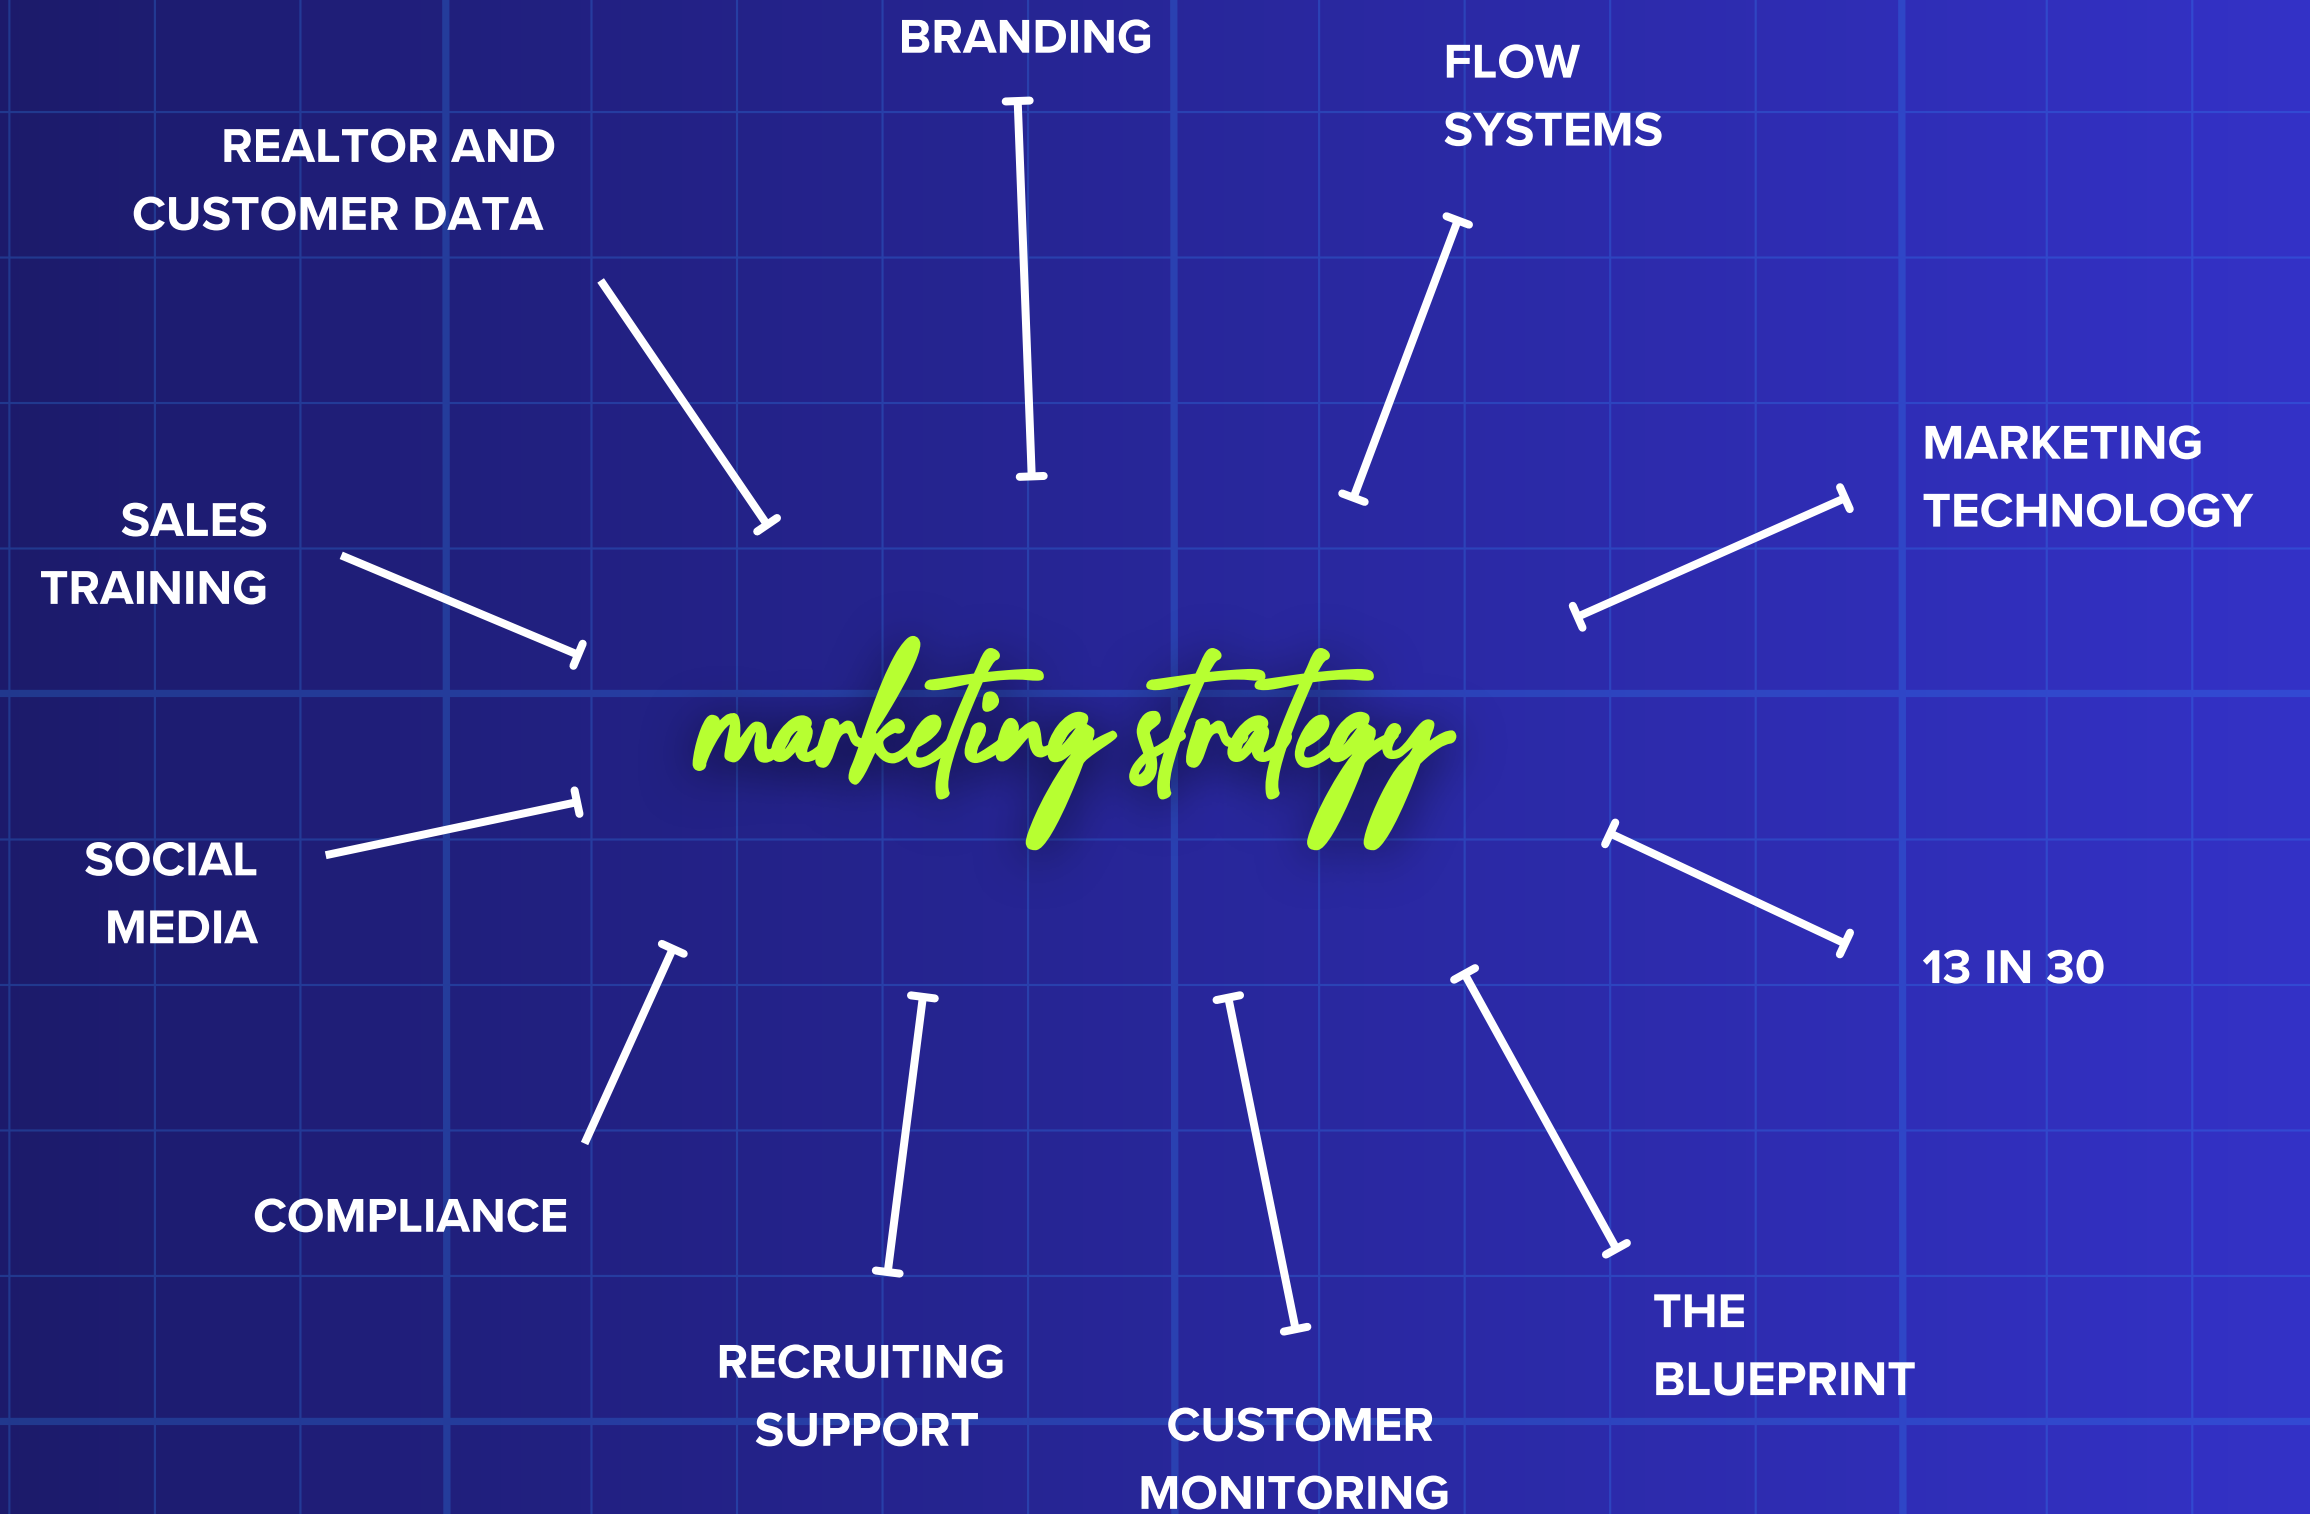 BRANDING
FLOW
SYSTEMS
REALTOR AND
CUSTOMER DATA
MARKETING
TECHNOLOGY
SALES
TRAINING
marketing strategy
SOCIAL
MEDIA
13 IN 30
COMPLIANCE
THE
BLUEPRINT
RECRUITING
SUPPORT
CUSTOMER
MONITORING